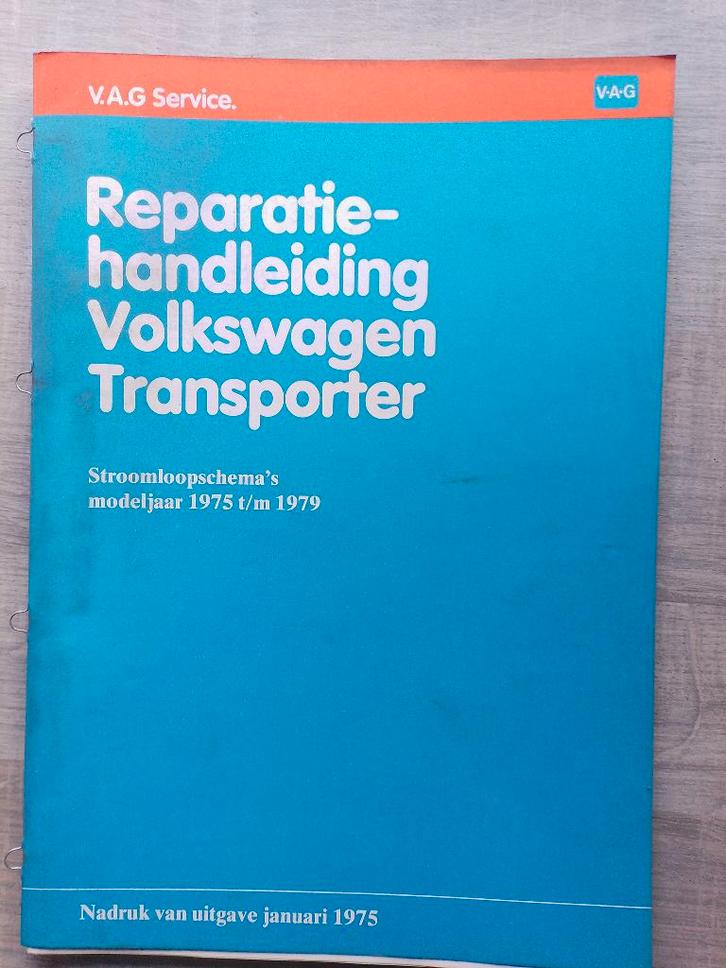 V.A.G Service.
V·A·G
Reparatie-
handleiding
Volkswagen
Transporter
Stroomloopschema's
modeljaar 1975 t/m 1979
Nadruk van uitgave januari 1975